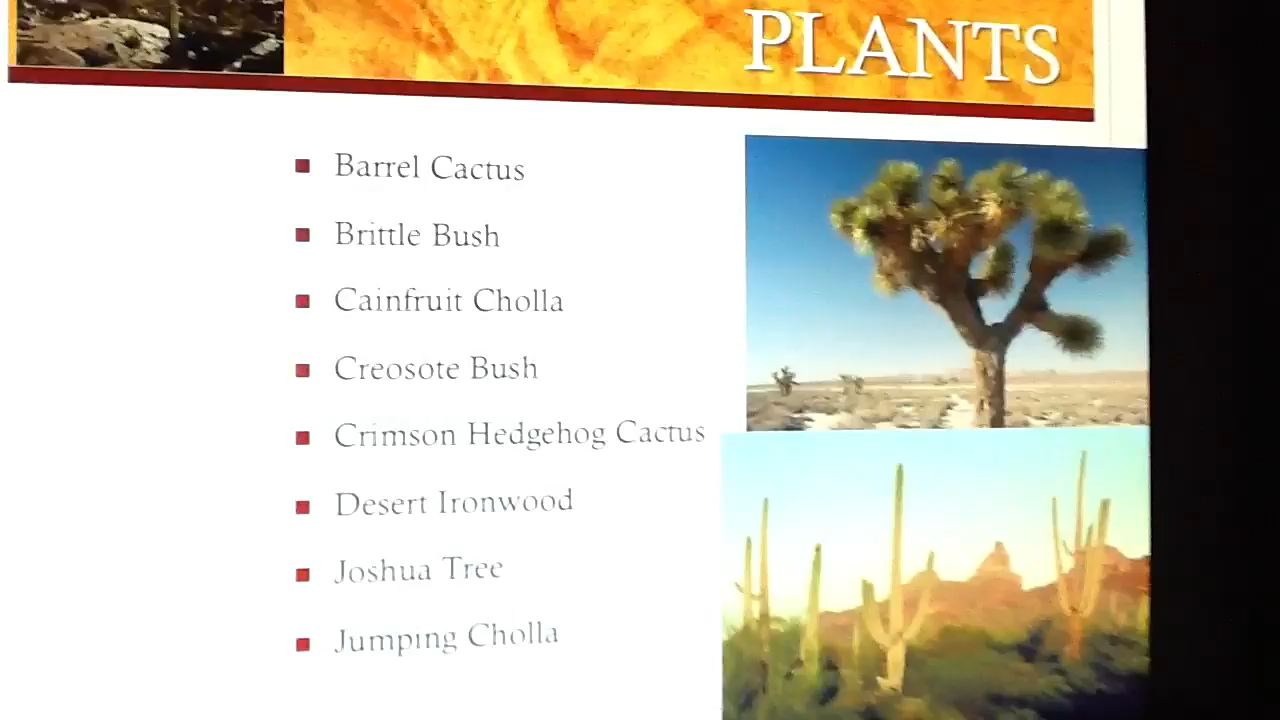 PLANTS
Barrel Cactus
Brittle Bush
Cainfruit Cholla
Creosote Bush
Crimson Hedgehog Cactus
Desert Ironwood
Joshua Tree
Jumping Cholla